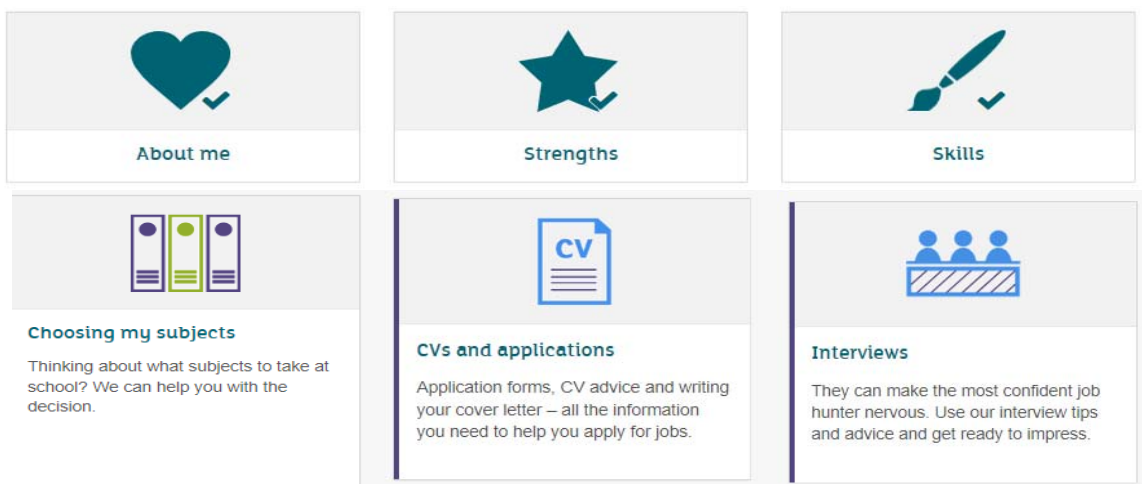 About me
Strengths
Skills
Choosing my subjects
Thinking about what subjects to take at
school? We can help you with the
decision.
CV
CVs and applications
Application forms, CV advice and writing
your cover letter – all the information
you need to help you apply for jobs.
Interviews
They can make the most confident job
hunter nervous. Use our interview tips
and advice and get ready to impress.